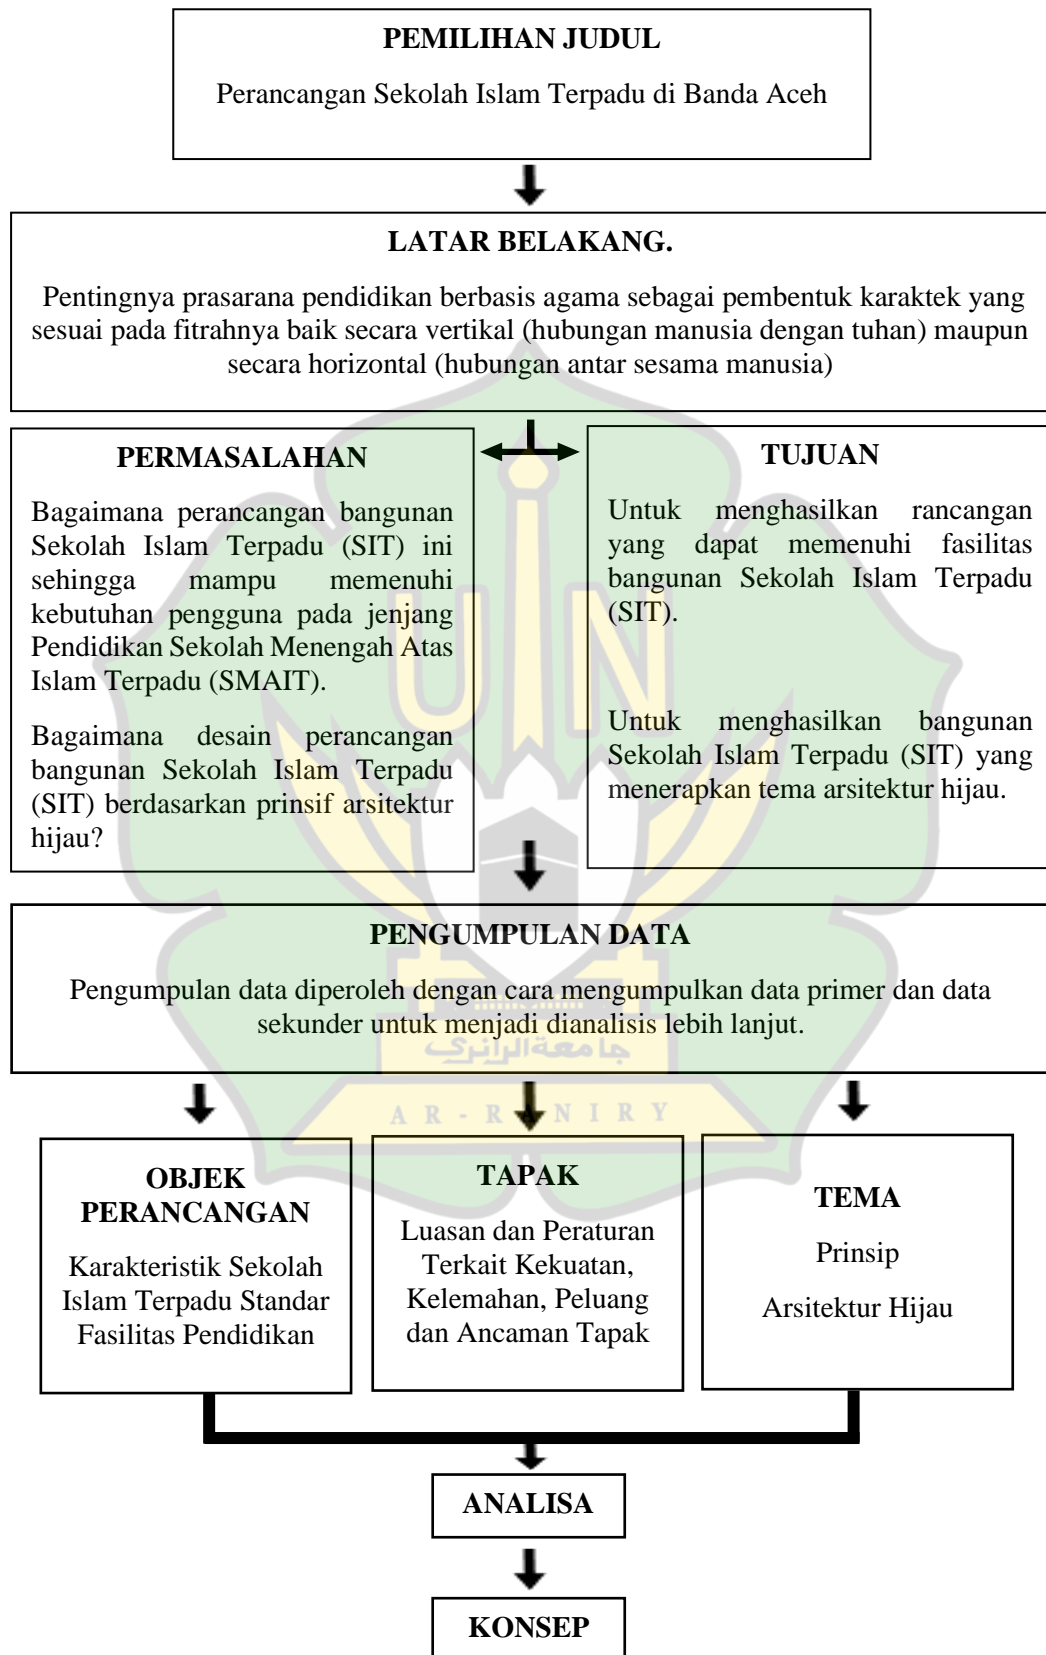 PEMILIHAN JUDUL
Perancangan Sekolah Islam Terpadu di Banda Aceh
LATAR BELAKANG.
Pentingnya prasarana pendidikan berbasis agama sebagai pembentuk karaktek yang
sesuai pada fitrahnya baik secara vertikal (hubungan manusia dengan tuhan) maupun
secara horizontal (hubungan antar sesama manusia)
PERMASALAHAN
Bagaimana perancangan bangunan
Sekolah Islam Terpadu (SIT) ini
sehingga mampu memenuhi
kebutuhan pengguna pada jenjang
Pendidikan Sekolah Menengah Atas
Islam Terpadu (SMAIT).
Bagaimana desain perancangan
bangunan Sekolah Islam Terpadu
(SIT) berdasarkan prinsif arsitektur
hijau?
TUJUAN
Untuk menghasilkan rancangan
yang dapat memenuhi fasilitas
bangunan Sekolah Islam Terpadu
(SIT).
Untuk menghasilkan bangunan
Sekolah Islam Terpadu (SIT) yang
menerapkan tema arsitektur hijau.
UIN
PENGUMPULAN DATA
Pengumpulan data diperoleh dengan cara mengumpulkan data primer dan data
sekunder untuk menjadi dianalisis lebih lanjut.
جامعةالرانري
AR-RANIRY
OBJEK
PERANCANGAN
Karakteristik Sekolah
Islam Terpadu Standar
Fasilitas Pendidikan
TAPAK
Luasan dan Peraturan
Terkait Kekuatan,
Kelemahan, Peluang
dan Ancaman Tapak
TEMA
Prinsip
Arsitektur Hijau
ANALISA
KONSEP